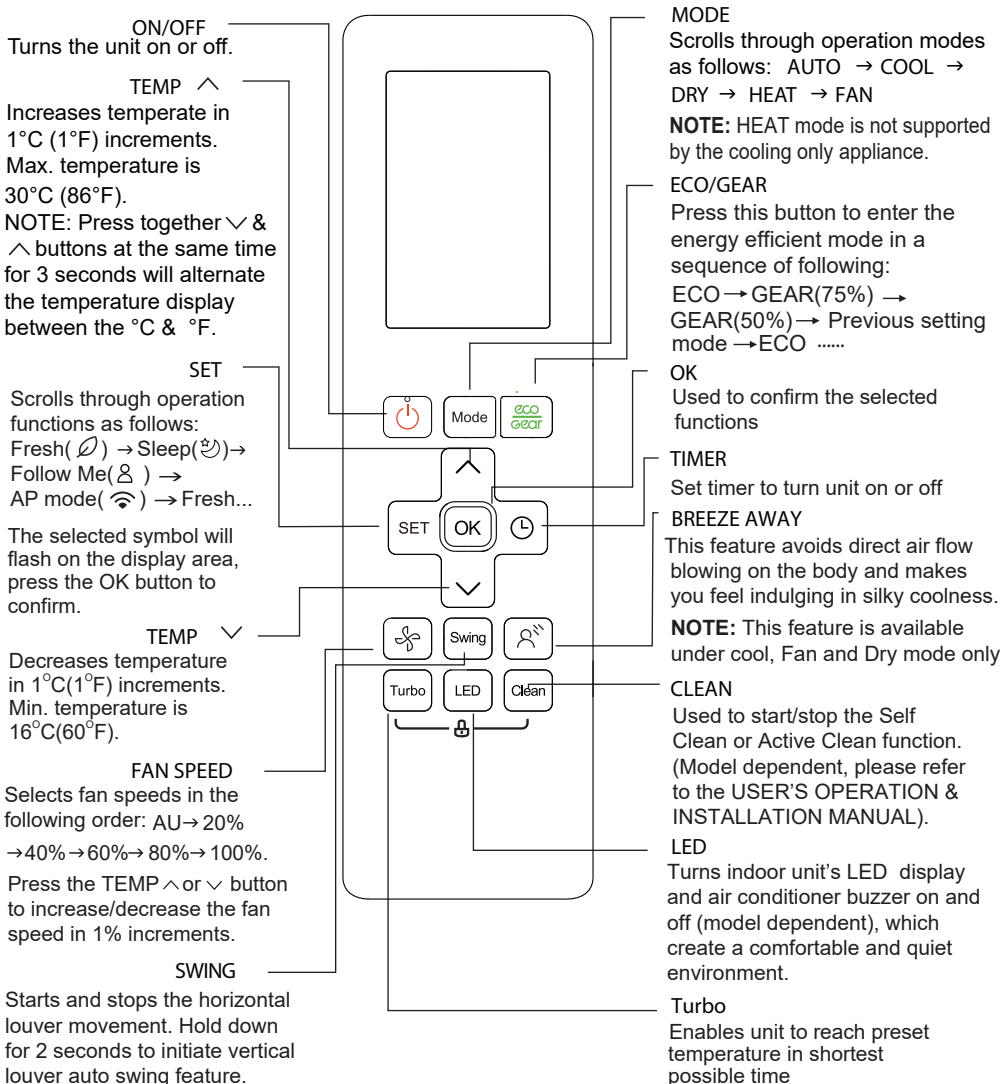 ON/OFF
Turns the unit on or off.
TEMP ︿
Increases temperate in
1°C (1°F) increments.
Max. temperature is
30°C (86°F).
NOTE: Press together ﹀ &
︿ buttons at the same time
for 3 seconds will alternate
the temperature display
between the °C & °F.
SET
Scrolls through operation
functions as follows:
Fresh( ) → Sleep( ) →
Follow Me( ) →
AP mode( ) → Fresh...
The selected symbol will
flash on the display area,
press the OK button to
confirm.
TEMP ﹀
Decreases temperature
in 1°C(1°F) increments.
Min. temperature is
16°C(60°F).
FAN SPEED
Selects fan speeds in the
following order: AU→20%
→40%→60%→80%→100%.
Press the TEMP ︿ or ﹀ button
to increase/decrease the fan
speed in 1% increments.
SWING
Starts and stops the horizontal
louver movement. Hold down
for 2 seconds to initiate vertical
louver auto swing feature.
Mode
eco
Gear
SET
OK
Swing
Turbo
LED
Clean
MODE
Scrolls through operation modes
as follows: AUTO → COOL →
DRY → HEAT → FAN
NOTE: HEAT mode is not supported
by the cooling only appliance.
ECO/GEAR
Press this button to enter the
energy efficient mode in a
sequence of following:
ECO → GEAR(75%) →
GEAR(50%) → Previous setting
mode → ECO ······
OK
Used to confirm the selected
functions
TIMER
Set timer to turn unit on or off
BREEZE AWAY
This feature avoids direct air flow
blowing on the body and makes
you feel indulging in silky coolness.
NOTE: This feature is available
under cool, Fan and Dry mode only
CLEAN
Used to start/stop the Self
Clean or Active Clean function.
(Model dependent, please refer
to the USER'S OPERATION &
INSTALLATION MANUAL).
LED
Turns indoor unit's LED display
and air conditioner buzzer on and
off (model dependent), which
create a comfortable and quiet
environment.
Turbo
Enables unit to reach preset
temperature in shortest
possible time